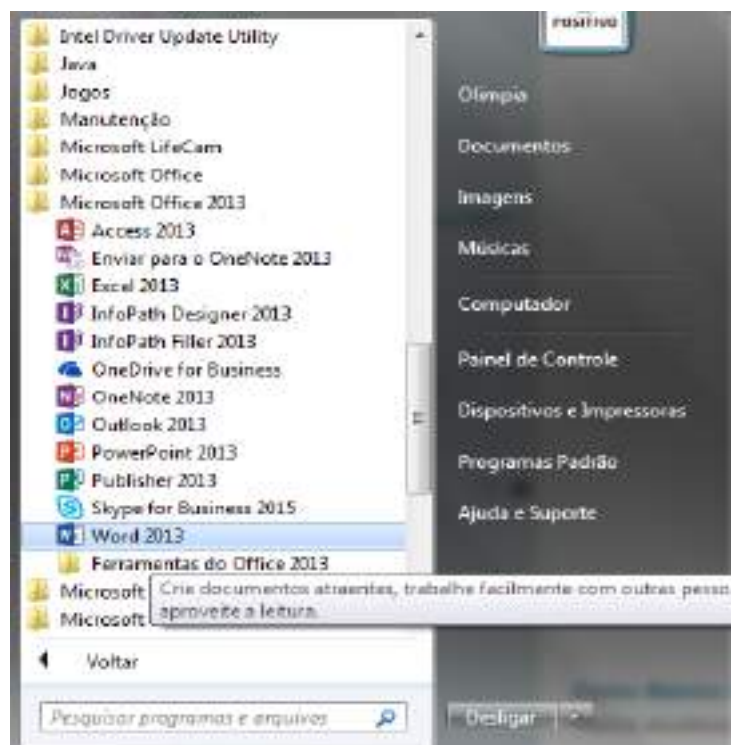 Intel Driver Update Utility
Java
Jogos
Manutenção
Microsoft LifeCam
Microsoft Office
Microsoft Office 2013
Access 2013
Enviar para o OneNote 2013
Excel 2013
InfoPath Designer 2013
InfoPath Filler 2013
OneDrive for Business
OneNote 2013
Outlook 2013
PowerPoint 2013
Publisher 2013
Skype for Business 2015
Word 2013
Ferramentas do Office 2013
Microsoft
Microsoft
Crie documentos atraentes, trabalhe facilmente com outras pesso
aproveite a leitura.
Voltar
Pesquisar programas e arquivos
POSITIVO
Olimpia
Documentos
Imagens
Músicas
Computador
Painel de Controle
Dispositivos e Impressoras
Programas Padrão
Ajuda e Suporte
Desligar